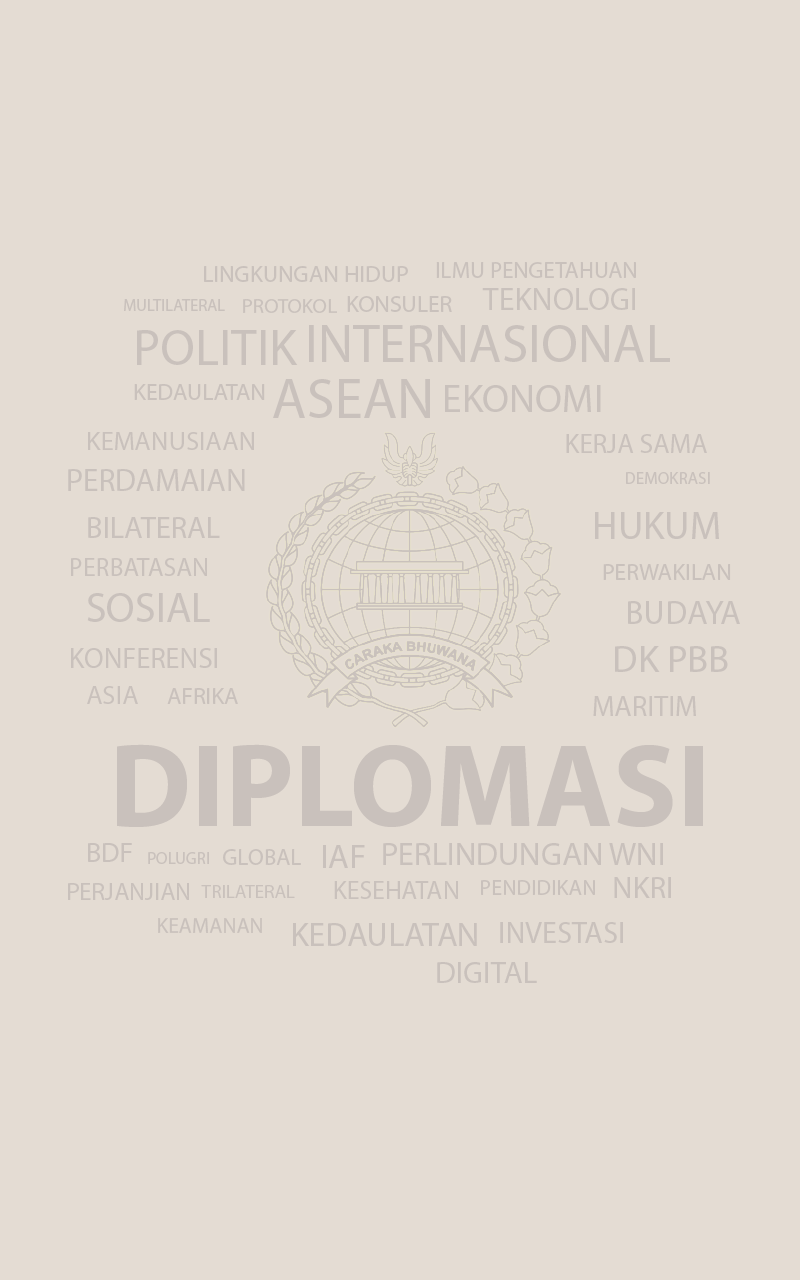 LINGKUNGAN HIDUP ILMU PENGETAHUAN
MULTILATERAL PROTOKOL KONSULER TEKNOLOGI
POLITIK INTERNASIONAL
KEDAULATAN ASEAN EKONOMI
KEMANUSIAAN KERJA SAMA
PERDAMAIAN DEMOKRASI
BILATERAL HUKUM
PERBATASAN PERWAKILAN
SOSIAL BUDAYA
CARAKA BHUWANA
KONFERENSI DK PBB
ASIA AFRIKA MARITIM
DIPLOMASI
BDF POLUGRI GLOBAL IAF PERLINDUNGAN WNI
PERJANJIAN TRILATERAL KESEHATAN PENDIDIKAN NKRI
KEAMANAN KEDAULATAN INVESTASI
DIGITAL